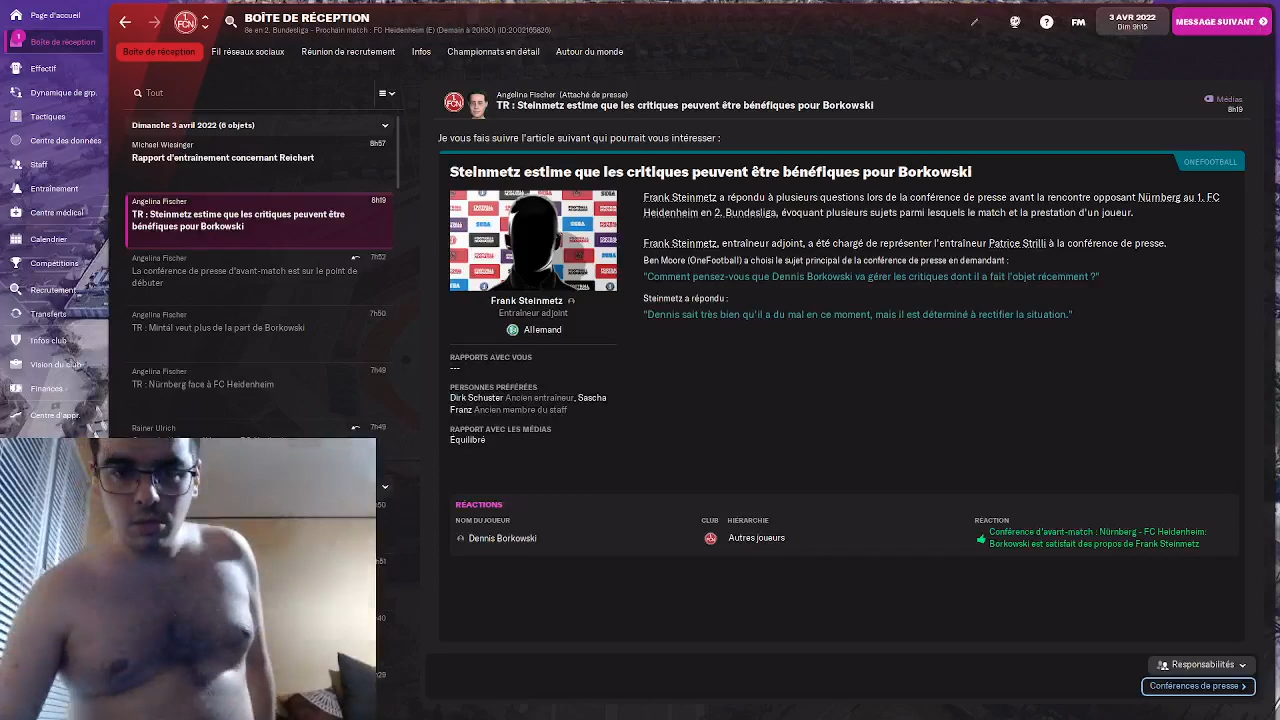 Page d'accueil
BOÎTE DE RÉCEPTION
8e en 2. Bundesliga - Prochain match : FC Heidenheim (E) (Demain à 20h30) (ID:2002165826)
FM
3 AVR 2022
Dim 9h15
MESSAGE SUIVANT
1
Boîte de réception
Effectif
Dynamique de grp.
Tactiques
Centre des données
Staff
Entraînement
Centre médical
Calendrier
Compétitions
Recrutement
Transferts
Infos club
Vision du club
Finances
Centre d'appr.
Boîte de réception
Fil réseaux sociaux
Réunion de recrutement
Infos
Championnats en détail
Autour du monde
Tout
Dimanche 3 avril 2022 (6 objets)
Michael Wiesinger
8h57
Rapport d'entraînement concernant Reichert
Angelina Fischer
8h19
TR : Steinmetz estime que les critiques peuvent être
bénéfiques pour Borkowski
Angelina Fischer
7h52
La conférence de presse d'avant-match est sur le point de
débuter
Angelina Fischer
7h50
TR : Mintál veut plus de la part de Borkowski
Angelina Fischer
7h49
TR : Nürnberg face à FC Heidenheim
Rainer Ulrich
7h49
Angelina Fischer (Attaché de presse)
TR : Steinmetz estime que les critiques peuvent être bénéfiques pour Borkowski
Médias
8h19
Je vous fais suivre l'article suivant qui pourrait vous intéresser :
ONEFOOTBALL
Steinmetz estime que les critiques peuvent être bénéfiques pour Borkowski
Frank Steinmetz
Entraîneur adjoint
Allemand
RAPPORTS AVEC VOUS
---
PERSONNES PRÉFÉRÉES
Dirk Schuster Ancien entraîneur, Sascha
Franz Ancien membre du staff
RAPPORT AVEC LES MÉDIAS
Equilibré
Frank Steinmetz a répondu à plusieurs questions lors de la conférence de presse de la rencontre opposant Nürnberg au 1. FC
Heidenheim en 2. Bundesliga, évoquant plusieurs sujets parmi lesquels le match et l'adaptation d'un joueur.
Frank Steinmetz, entraîneur adjoint, a été chargé de représenter l'entraîneur à la conférence de presse.
Ben Moore (OneFootball) a choisi le sujet principal de la conférence de presse en demandant :
"Comment pensez-vous que Dennis Borkowski va gérer les critiques dont il a fait l'objet récemment ?"
Steinmetz a répondu :
"Dennis sait très bien qu'il a du mal en ce moment, mais il est déterminé à rectifier la situation."
RÉACTIONS
NOM DU JOUEUR
CLUB
HIÉRARCHIE
RÉACTION
Dennis Borkowski
Autres joueurs
Conférence d'avant-match : Nürnberg - FC Heidenheim:
Borkowski est satisfait des propos de Frank Steinmetz
Responsabilités
Conférences de presse